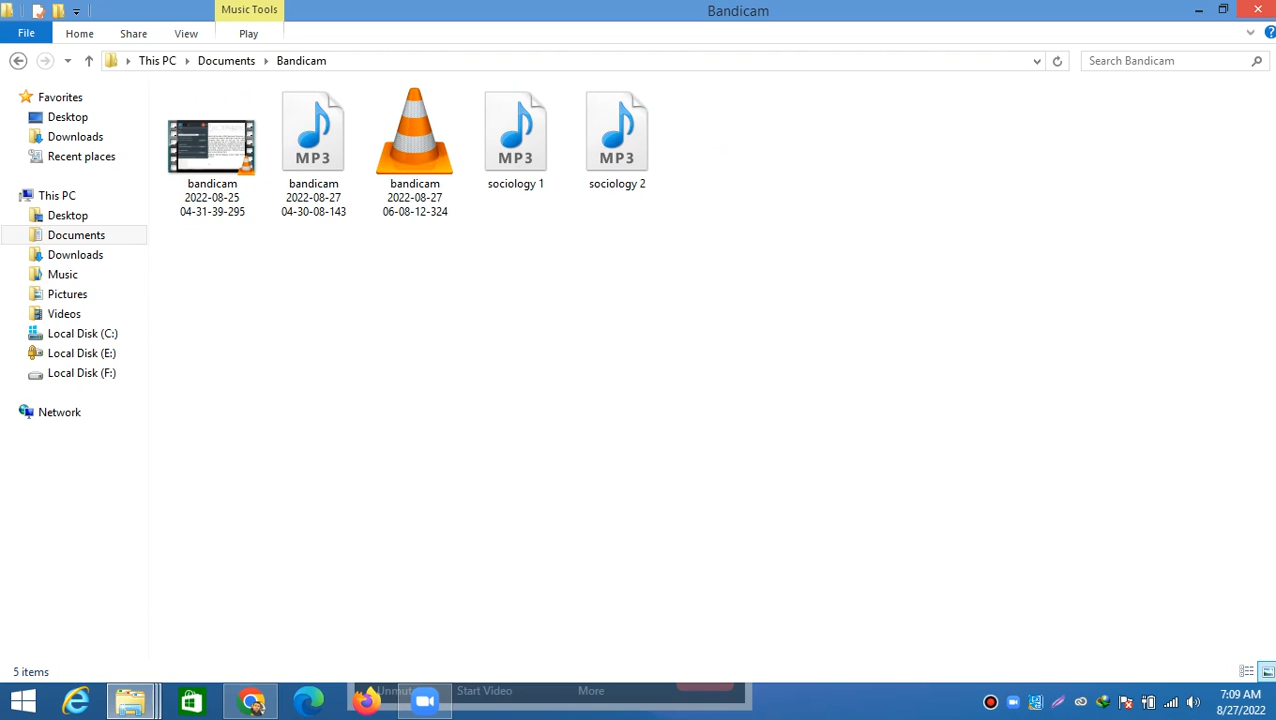 Music Tools
Bandicam
File
Home
Share
View
Play
This PC
Documents
Bandicam
Search Bandicam
Favorites
Desktop
Downloads
Recent places
This PC
Desktop
Documents
Downloads
Music
Pictures
Videos
Local Disk (C:)
Local Disk (E:)
Local Disk (F:)
Network
bandicam
2022-08-25
04-31-39-295
MP3
bandicam
2022-08-27
04-30-08-143
bandicam
2022-08-27
06-08-12-324
MP3
sociology 1
MP3
sociology 2
5 items
Start Video
More
7:09 AM
8/27/2022